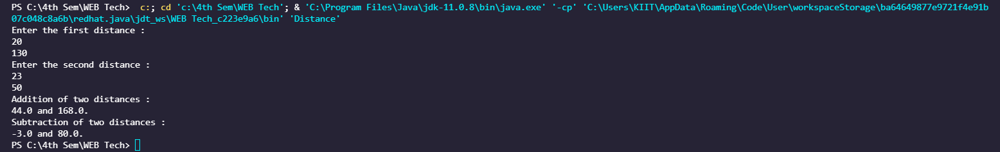 PS C:\4th Sem\WEB Tech>  c:; cd 'c:\4th Sem\WEB Tech'; & 'C:\Program Files\Java\jdk-11.0.8\bin\java.exe' '-cp' 'C:\Users\KIIT\AppData\Roaming\Code\User\workspaceStorage\ba64649877e9721f4e91b
07c048c8a6b\redhat.java\jdt_ws\WEB Tech_c223e9a6\bin' 'Distance'
Enter the first distance :
20
130
Enter the second distance :
23
50
Addition of two distances :
44.0 and 168.0.
Subtraction of two distances :
-3.0 and 80.0.
PS C:\4th Sem\WEB Tech>